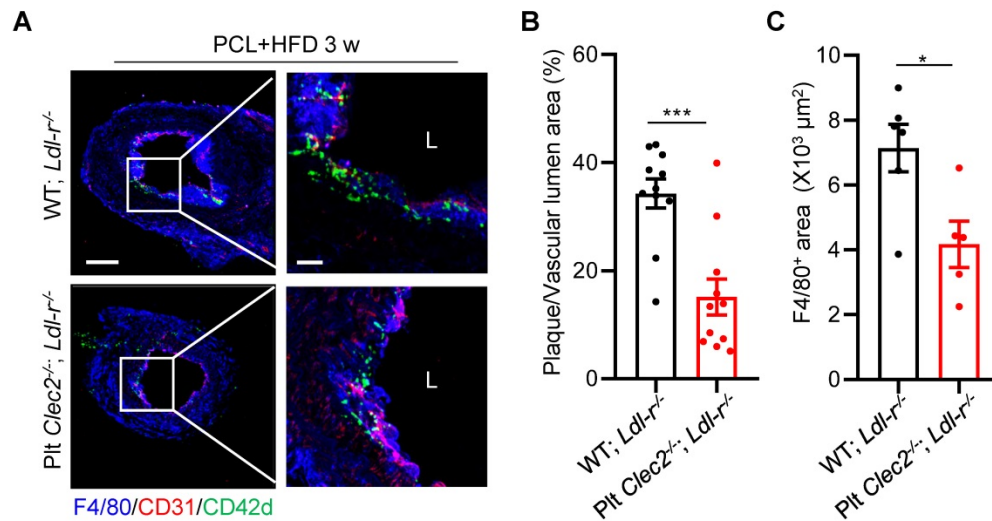 A
PCL+HFD 3 w
WT; Ldl-r-/-
L
Plt Clec2-/-; Ldl-r-/-
L
F4/80/CD31/CD42d
B
Plaque/Vascular lumen area (%)
60
40
20
0
***
WT; Ldl-r-/-
Plt Clec2-/-; Ldl-r-/-
C
F4/80+ area (X10³ µm²)
10
8
6
4
2
0
*
WT; Ldl-r-/-
Plt Clec2-/-; Ldl-r-/-